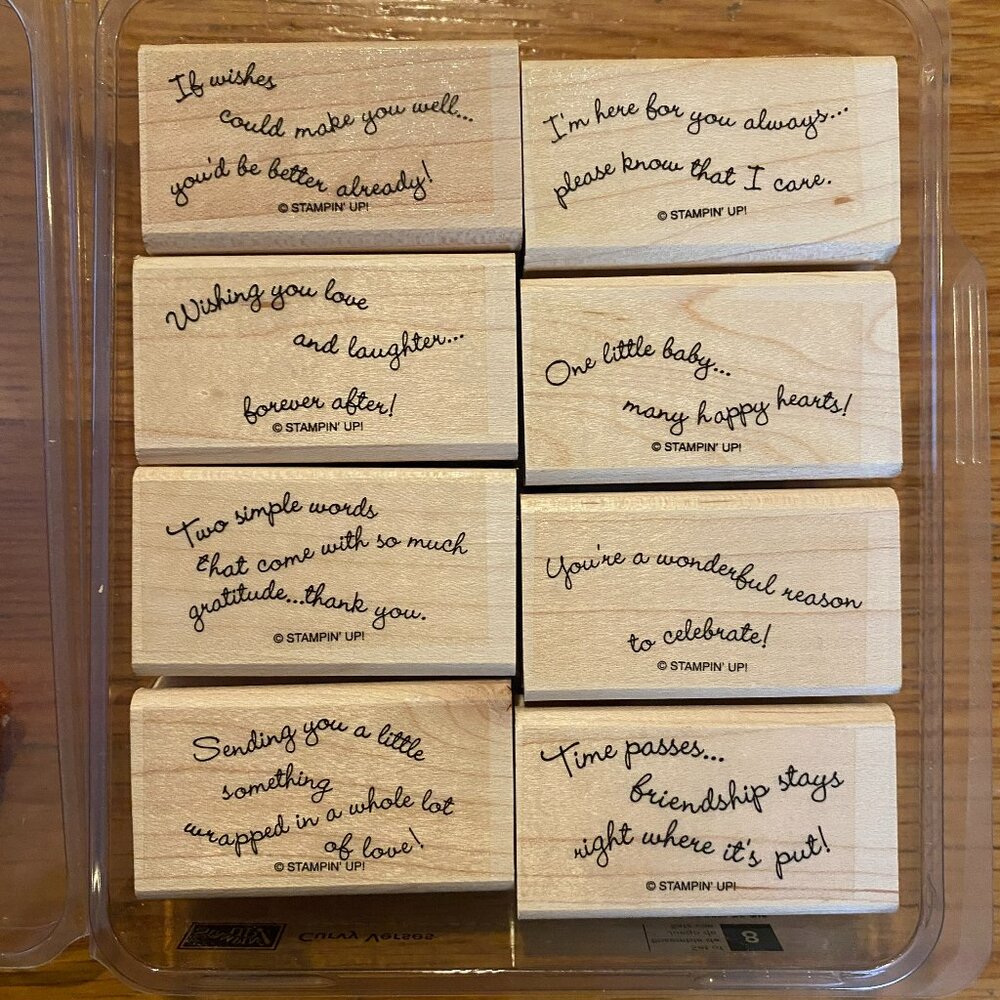 If wishes
could make you well...
you'd be better already!
© STAMPIN' UP!
I'm here for you always...
please know that I care.
© STAMPIN' UP!
Wishing you love
and laughter...
forever after!
© STAMPIN' UP!
One little baby...
many happy hearts!
© STAMPIN' UP!
Two simple words
that come with so much
gratitude...thank you.
© STAMPIN' UP!
You're a wonderful reason
to celebrate!
© STAMPIN' UP!
Sending you a little
something
wrapped in a whole lot
of love!
© STAMPIN' UP!
Time passes...
friendship stays
right where it's put!
© STAMPIN' UP!
Curvy Verses
8
Set of